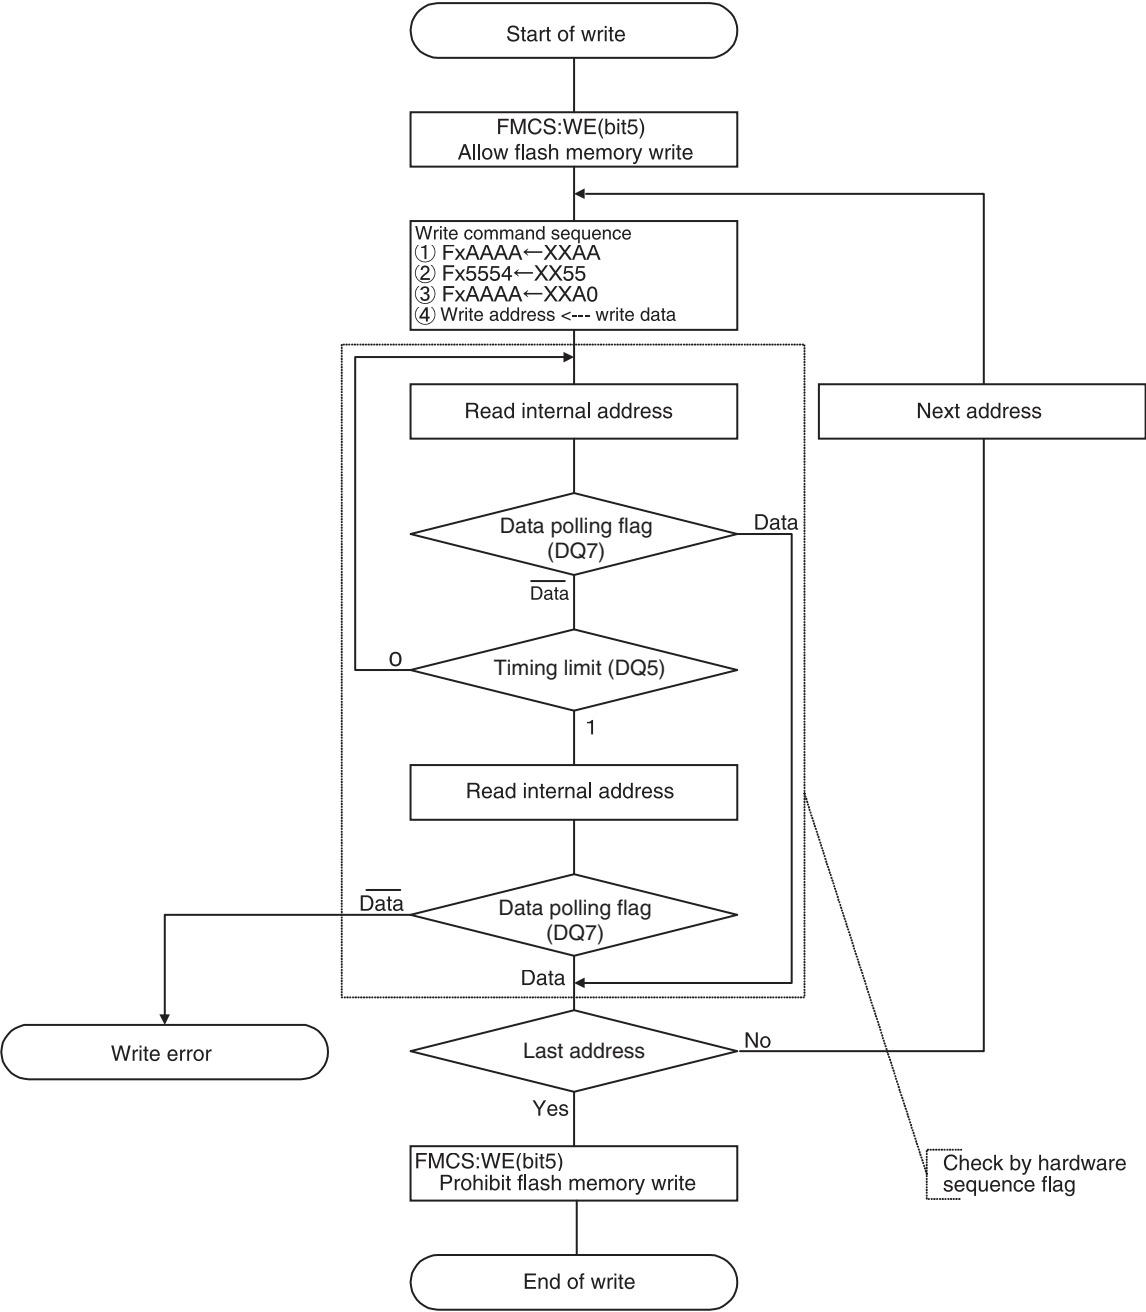 Start of write
FMCS:WE(bit5)
Allow flash memory write
Write command sequence
① FxAAAA←XXAA
② Fx5554←XX55
③ FxAAAA←XXA0
④ Write address <--- write data
Read internal address
Next address
Data polling flag
(DQ7)
Data
D̅a̅t̅a̅
Timing limit (DQ5)
0
1
Read internal address
Data polling flag
(DQ7)
D̅a̅t̅a̅
Data
Write error
Last address
No
Yes
FMCS:WE(bit5)
Prohibit flash memory write
Check by hardware
sequence flag
End of write